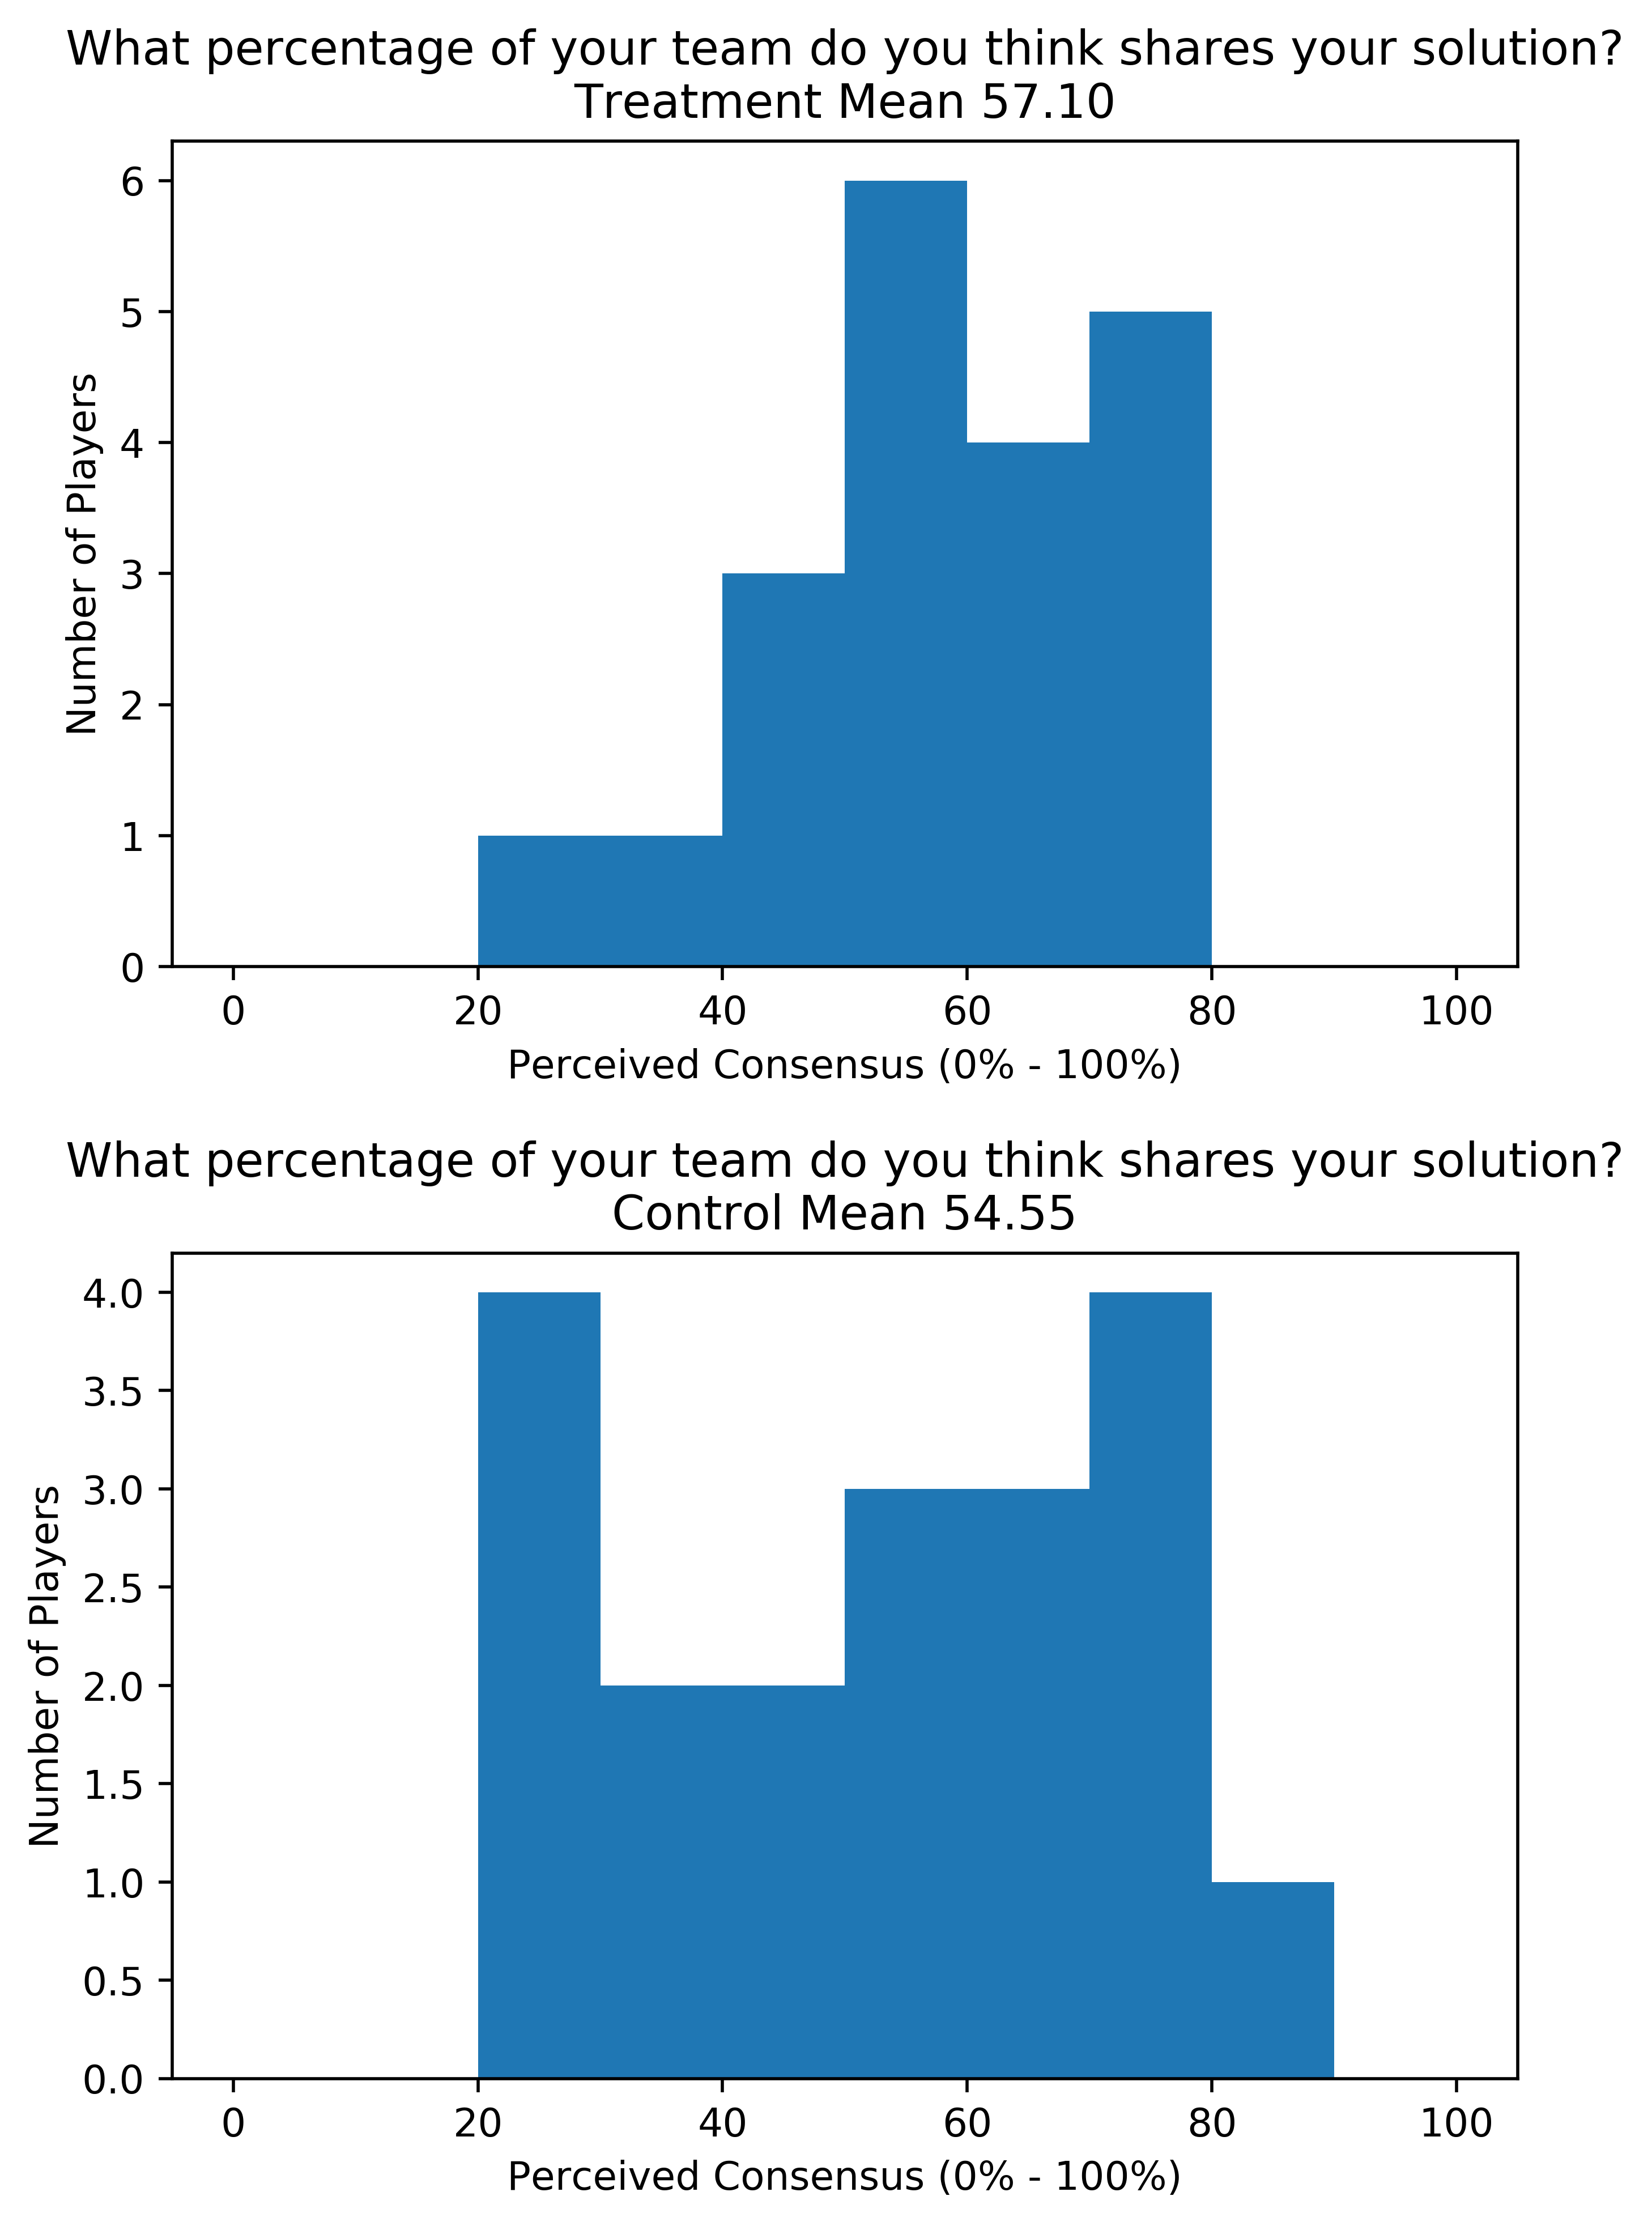 What percentage of your team do you think shares your solution?
Treatment Mean 57.10
6
5
4
3
2
1
0
Number of Players
0 20 40 60 80 100
Perceived Consensus (0% - 100%)
What percentage of your team do you think shares your solution?
Control Mean 54.55
4.0
3.5
3.0
2.5
2.0
1.5
1.0
0.5
0.0
Number of Players
0 20 40 60 80 100
Perceived Consensus (0% - 100%)